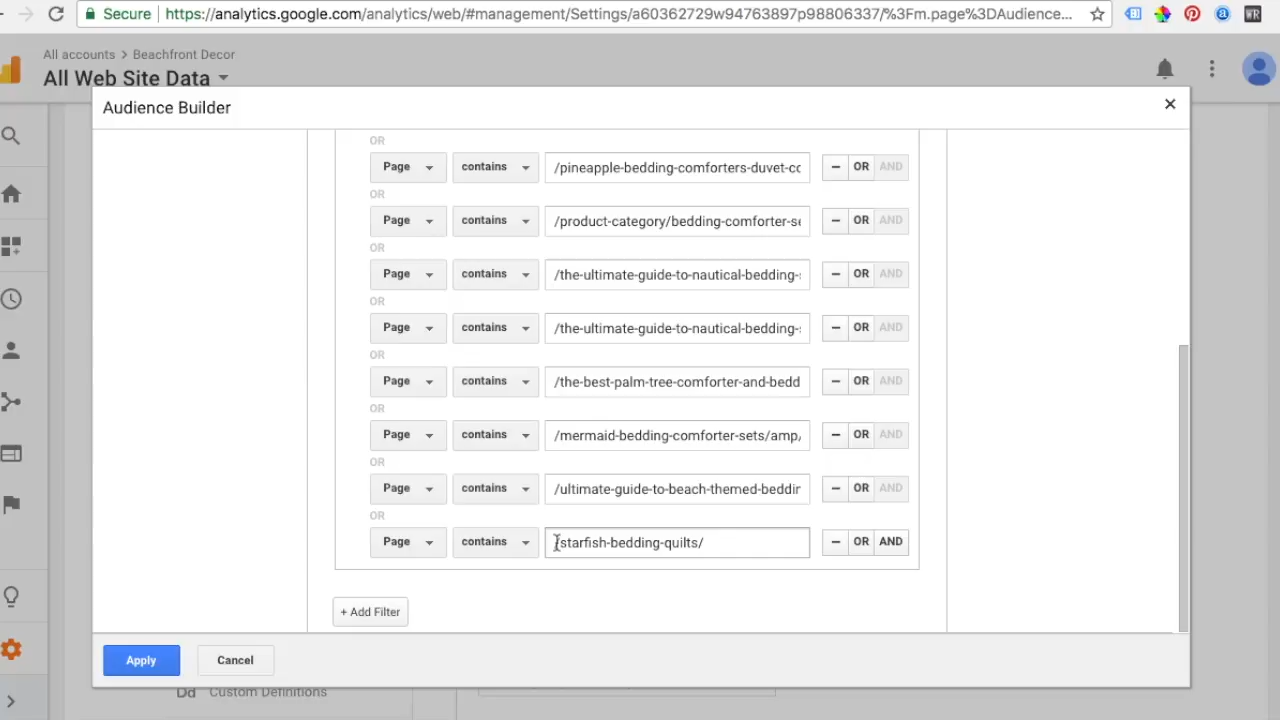 Secure https://analytics.google.com/analytics/web/#management/Settings/a60362729w94763897p98806337/%3Fm.page%3DAudience...
WR
All accounts > Beachfront Decor
All Web Site Data
Audience Builder
OR
Page contains /pineapple-bedding-comforters-duvet-cc OR AND
OR
Page contains /product-category/bedding-comforter-se OR AND
OR
Page contains /the-ultimate-guide-to-nautical-bedding- OR AND
OR
Page contains /the-ultimate-guide-to-nautical-bedding- OR AND
OR
Page contains /the-best-palm-tree-comforter-and-bedd OR AND
OR
Page contains /mermaid-bedding-comforter-sets/amp/ OR AND
OR
Page contains /ultimate-guide-to-beach-themed-beddin OR AND
OR
Page contains /starfish-bedding-quilts/ OR AND
+ Add Filter
Apply Cancel
Dd Custom Definitions